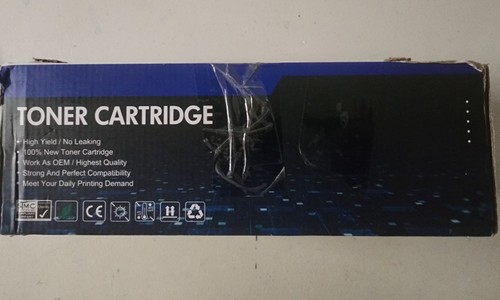 TONER CARTRIDGE
• High Yield / No Leaking
• 100% New Toner Cartridge
• Work As OEM / Highest Quality
• Strong And Perfect Compatibility
• Meet Your Daily Printing Demand
CE